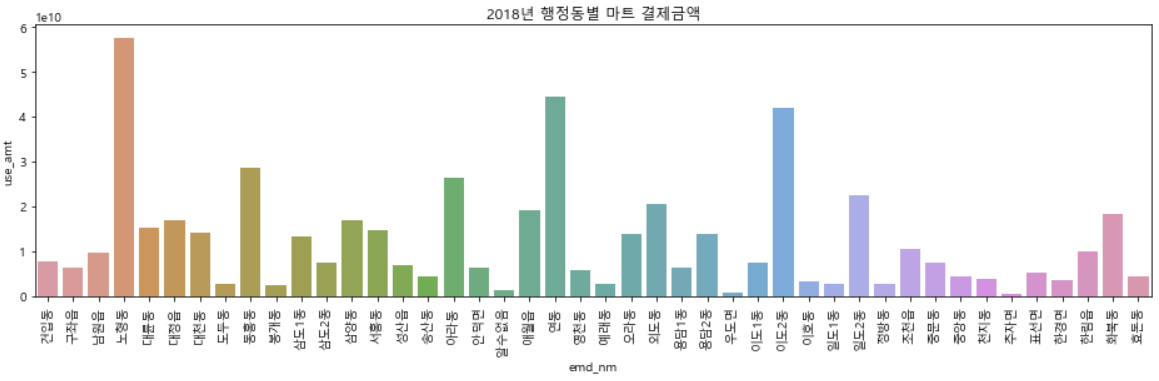 2018년 행정동별 마트 결제금액
1e10
6
5
4
3
2
1
0
use_amt
건입동 구좌읍 남원읍 노형동 대륜동 대정읍 대천동 도두동 동홍동 봉개동 삼도1동 삼도2동 삼양동 서홍동 성산읍 송산동 아라동 안덕면 알수없음 애월읍 연동 영천동 예래동 오라동 외도동 용담1동 용담2동 우도면 이도1동 이도2동 이호동 일도1동 일도2동 정방동 조천읍 중문동 중앙동 천지동 추자면 표선면 한경면 한림읍 화북동 효돈동
emd_nm